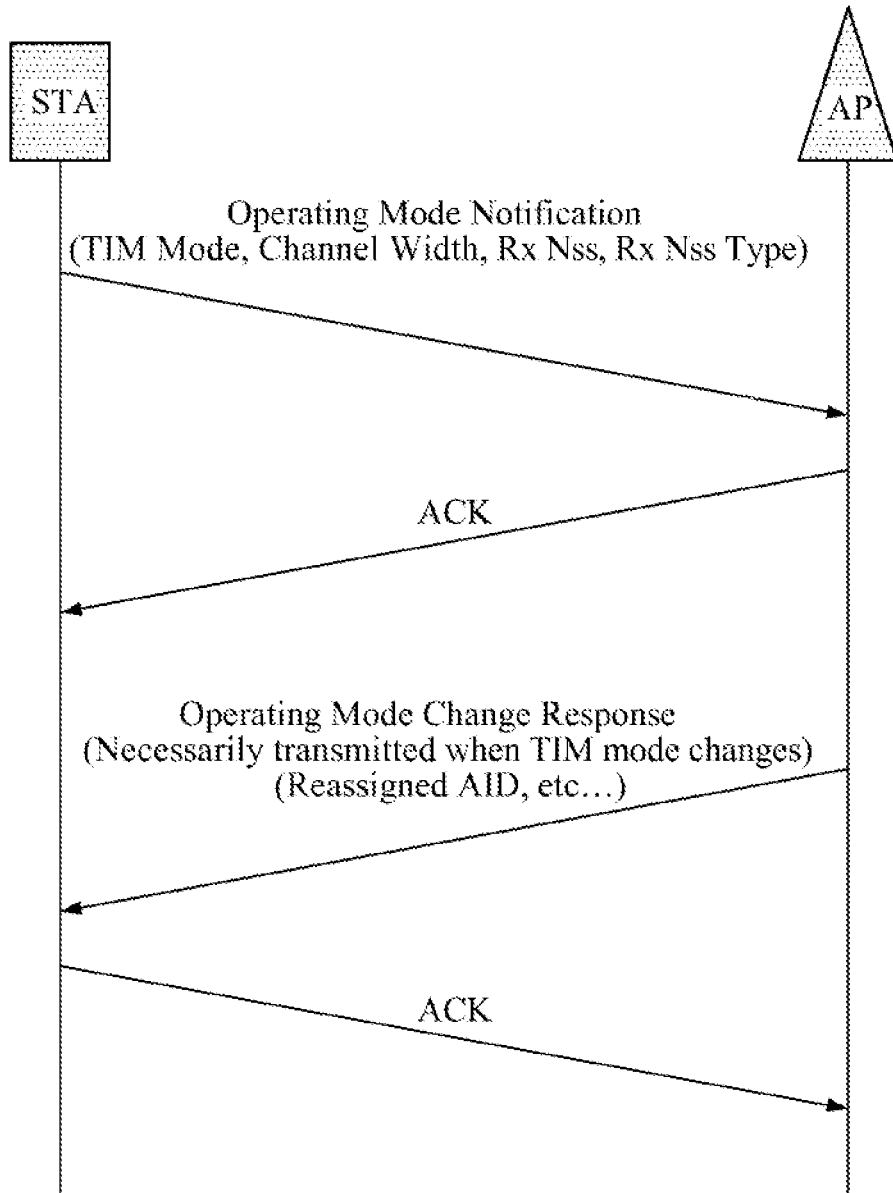 STA
AP
Operating Mode Notification
(TIM Mode, Channel Width, Rx Nss, Rx Nss Type)
ACK
Operating Mode Change Response
(Necessarily transmitted when TIM mode changes)
(Reassigned AID, etc…)
ACK